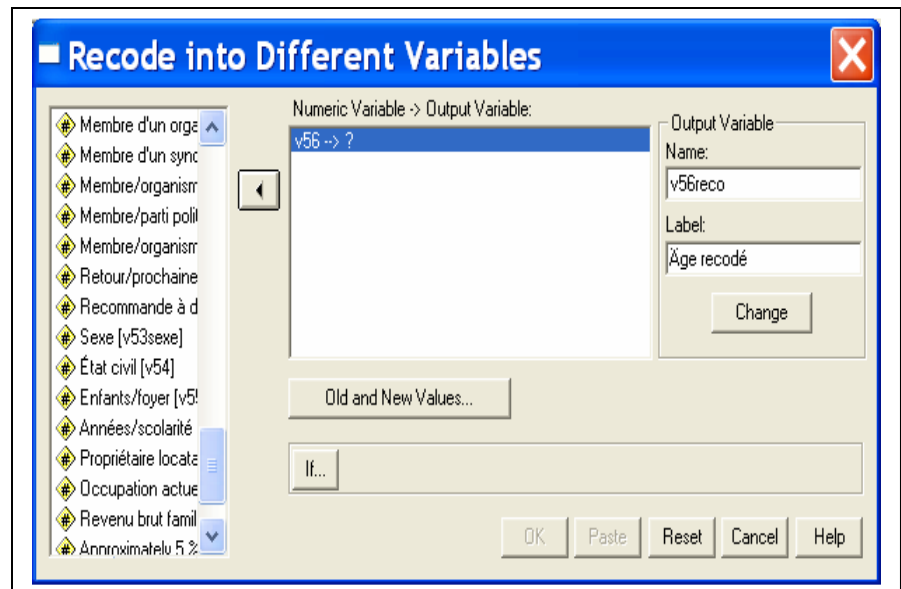 Recode into Different Variables
Membre d'un orga
Membre d'un sync
Membre/organism
Membre/parti polit
Membre/organism
Retour/prochaine
Recommande à d
Sexe [v53sexe]
État civil [v54]
Enfants/foyer [v5
Années/scolarité
Propriétaire locata
Occupation actue
Revenu brut famil
Approximately 5 %
Numeric Variable -> Output Variable:
v56 --> ?
Output Variable
Name:
v56reco
Label:
Äge recodé
Change
Old and New Values...
If...
OK
Paste
Reset
Cancel
Help